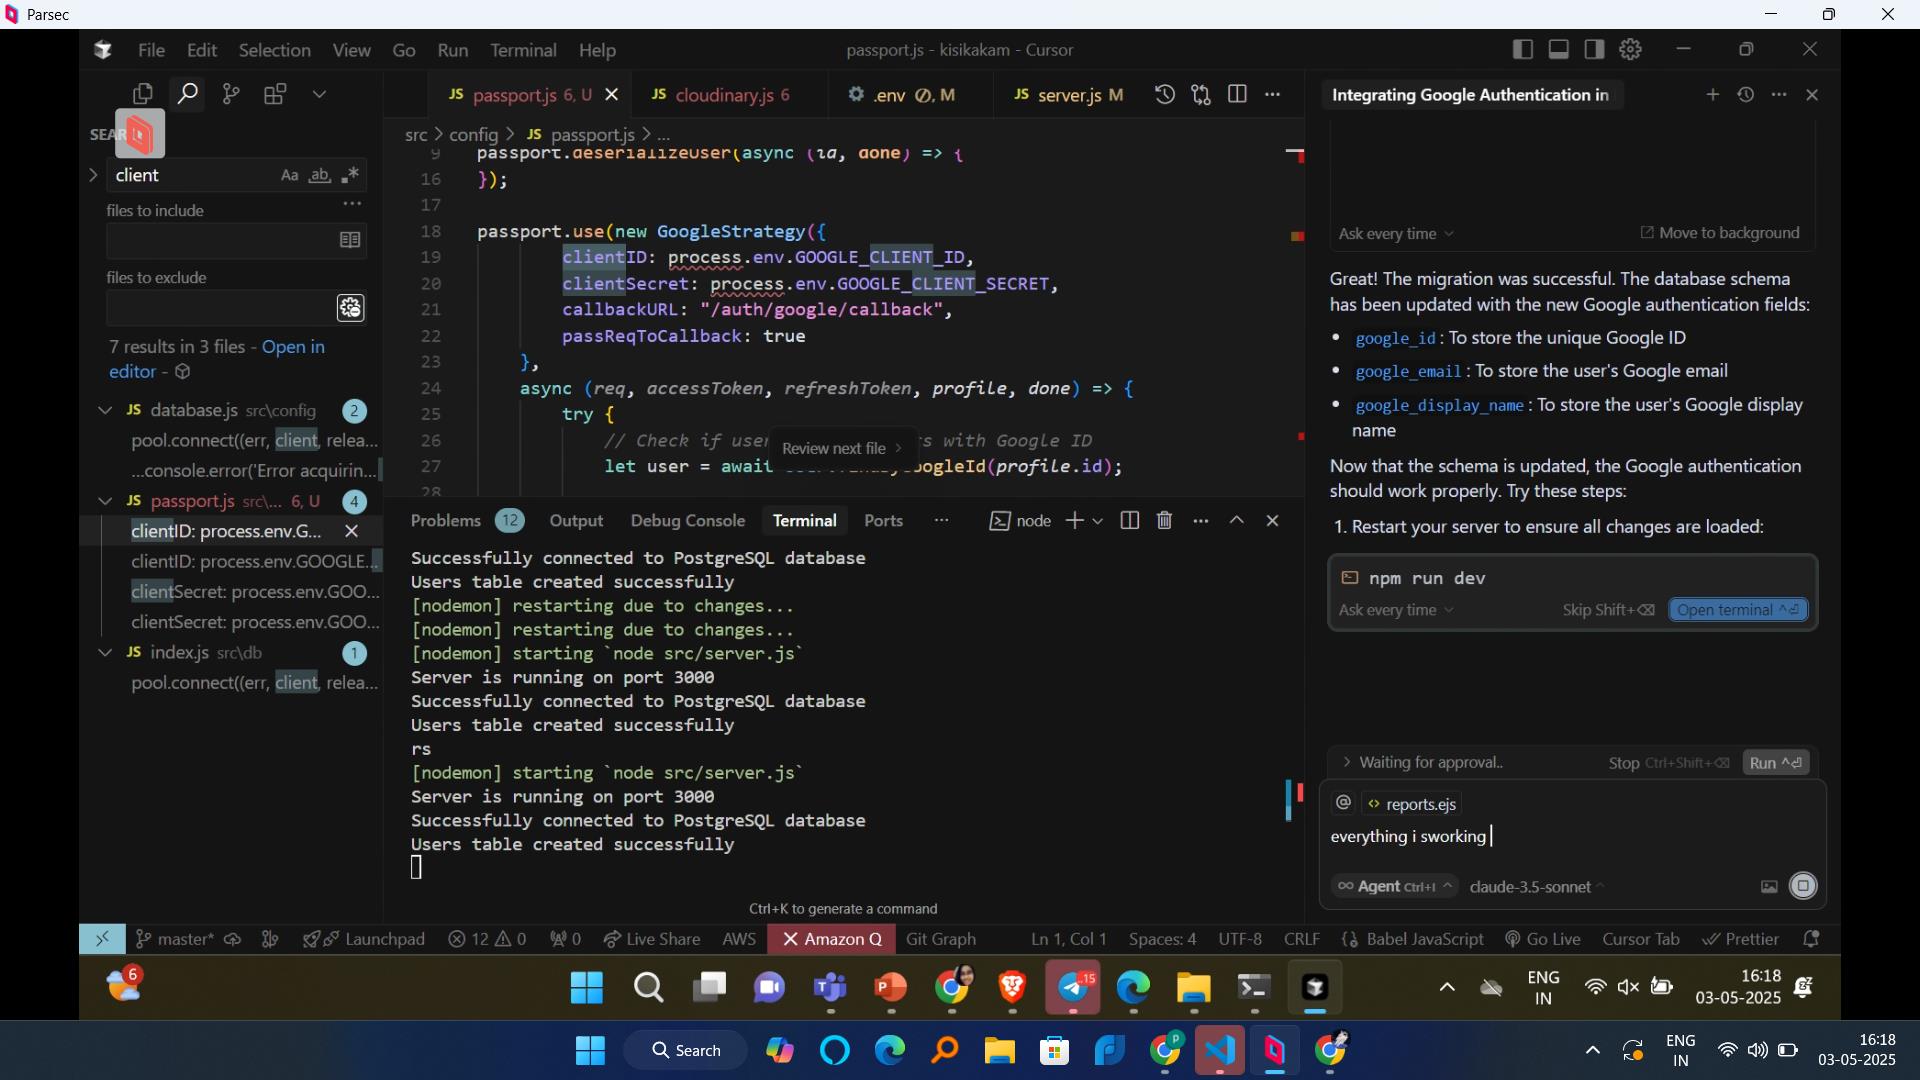 Parsec
File Edit Selection View Go Run Terminal Help
passport.js - kisikakam - Cursor
JS passport.js 6, U
JS cloudinary.js 6
.env M
JS server.js M
Integrating Google Authentication in
SEAR
client
Aa ab
files to include
files to exclude
7 results in 3 files - Open in
editor -
JS database.js src\config 2
pool.connect((err, client, relea...
...console.error('Error acquirin...
JS passport.js src\... 6, U 4
clientID: process.env.G...
clientID: process.env.GOOGLE...
clientSecret: process.env.GOO...
clientSecret: process.env.GOO...
JS index.js src\db 1
pool.connect((err, client, relea...
src > config > JS passport.js > ...
9 passport.deserializeUser(async (id, done) => {
16 });
17
18 passport.use(new GoogleStrategy({
19 clientID: process.env.GOOGLE_CLIENT_ID,
20 clientSecret: process.env.GOOGLE_CLIENT_SECRET,
21 callbackURL: "/auth/google/callback",
22 passReqToCallback: true
23 },
24 async (req, accessToken, refreshToken, profile, done) => {
25 try {
26 // Check if user s with Google ID
Review next file >
27 let user = await oogleId(profile.id);
28
Problems 12 Output Debug Console Terminal Ports ... node
Successfully connected to PostgreSQL database
Users table created successfully
[nodemon] restarting due to changes...
[nodemon] restarting due to changes...
[nodemon] starting `node src/server.js`
Server is running on port 3000
Successfully connected to PostgreSQL database
Users table created successfully
rs
[nodemon] starting `node src/server.js`
Server is running on port 3000
Successfully connected to PostgreSQL database
Users table created successfully
Ctrl+K to generate a command
Ask every time
Move to background
Great! The migration was successful. The database schema
has been updated with the new Google authentication fields:
• google_id : To store the unique Google ID
• google_email : To store the user's Google email
• google_display_name : To store the user's Google display
name
Now that the schema is updated, the Google authentication
should work properly. Try these steps:
1. Restart your server to ensure all changes are loaded:
npm run dev
Ask every time Skip Shift+⌫ Open terminal ^⏎
> Waiting for approval.. Stop Ctrl+Shift+⌫ Run ^⏎
@ <> reports.ejs
everything i sworking
∞ Agent Ctrl+I ^ claude-3.5-sonnet
master* Launchpad 12 0 0 Live Share AWS Amazon Q Git Graph Ln 1, Col 1 Spaces: 4 UTF-8 CRLF {} Babel JavaScript Go Live Cursor Tab Prettier
6
15
ENG
IN
16:18
03-05-2025
Search
P
ENG
IN
16:18
03-05-2025